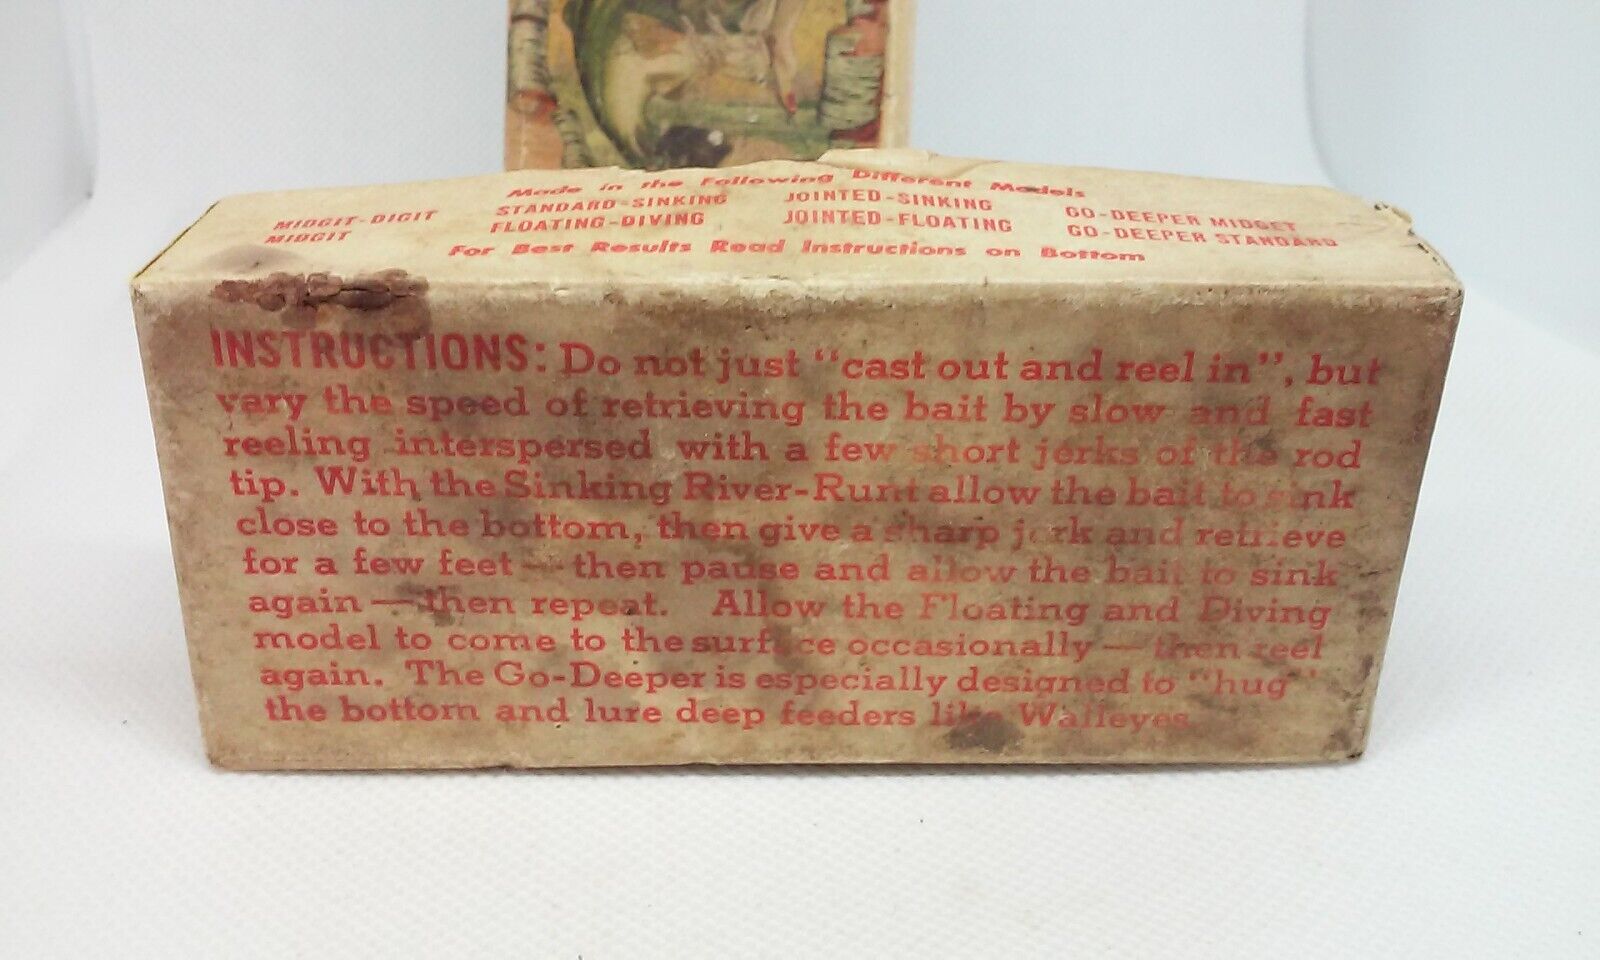 Made in the Following Different Models
MIDGIT-DIGIT STANDARD-SINKING JOINTED-SINKING GO-DEEPER MIDGET
MIDGIT FLOATING-DIVING JOINTED-FLOATING GO-DEEPER STANDARD
For Best Results Read Instructions on Bottom
INSTRUCTIONS: Do not just "cast out and reel in", but
vary the speed of retrieving the bait by slow and fast
reeling interspersed with a few short jerks of the rod
tip. With the Sinking River-Runt allow the bait to sink
close to the bottom, then give a sharp jerk and retrieve
for a few feet — then pause and allow the bait to sink
again — then repeat. Allow the Floating and Diving
model to come to the surface occasionally — then reel
again. The Go-Deeper is especially designed to "hug"
the bottom and lure deep feeders like Walleyes.